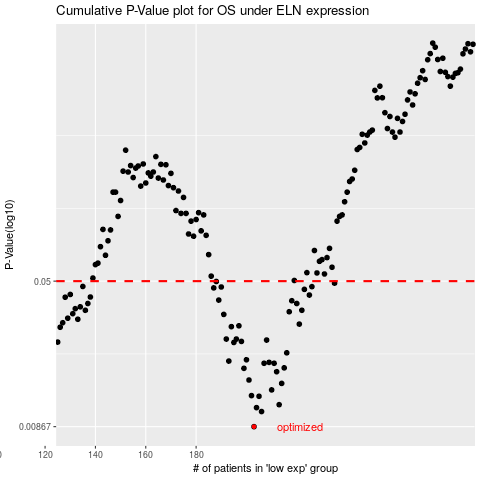 Cumulative P-Value plot for OS under ELN expression
P-Value(log10)
0.05
0.00867
optimized
0 120 140 160 180
# of patients in 'low exp' group